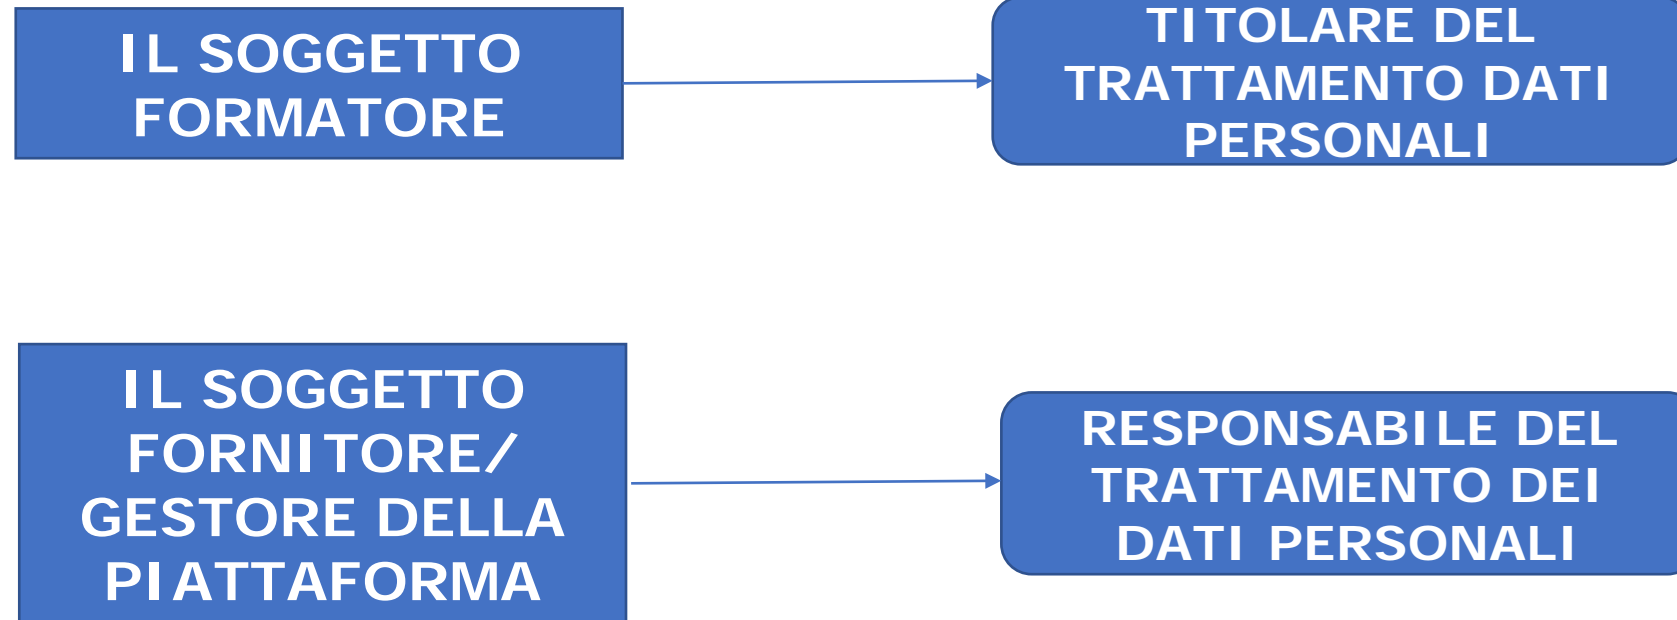 IL SOGGETTO
FORMATORE
TITOLARE DEL
TRATTAMENTO DATI
PERSONALI
IL SOGGETTO
FORNITORE/
GESTORE DELLA
PIATTAFORMA
RESPONSABILE DEL
TRATTAMENTO DEI
DATI PERSONALI